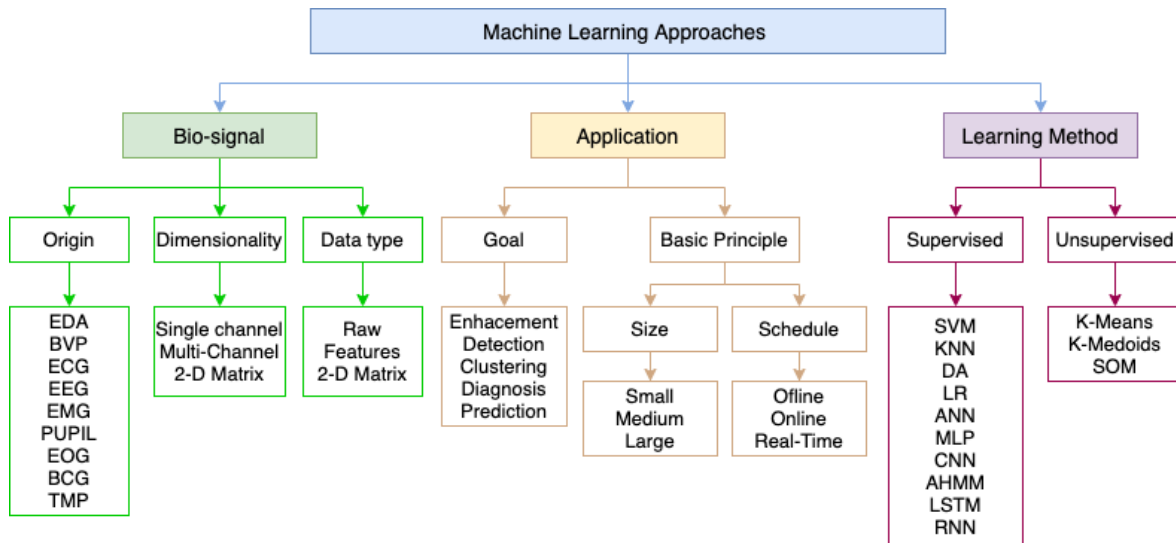 Machine Learning Approaches
Bio-signal
Application
Learning Method
Origin
Dimensionality
Data type
Goal
Basic Principle
Supervised
Unsupervised
EDA
BVP
ECG
EEG
EMG
PUPIL
EOG
BCG
TMP
Single channel
Multi-Channel
2-D Matrix
Raw
Features
2-D Matrix
Enhacement
Detection
Clustering
Diagnosis
Prediction
Size
Schedule
Small
Medium
Large
Ofline
Online
Real-Time
SVM
KNN
DA
LR
ANN
MLP
CNN
AHMM
LSTM
RNN
K-Means
K-Medoids
SOM